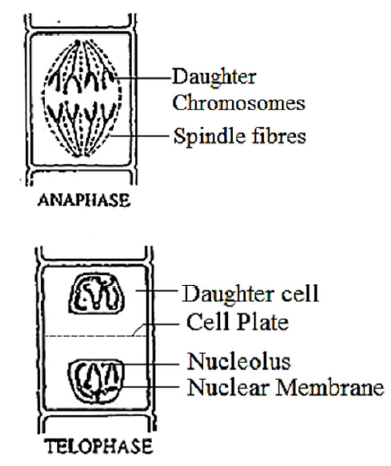 Daughter
Chromosomes
Spindle fibres
ANAPHASE
Daughter cell
Cell Plate
Nucleolus
Nuclear Membrane
TELOPHASE